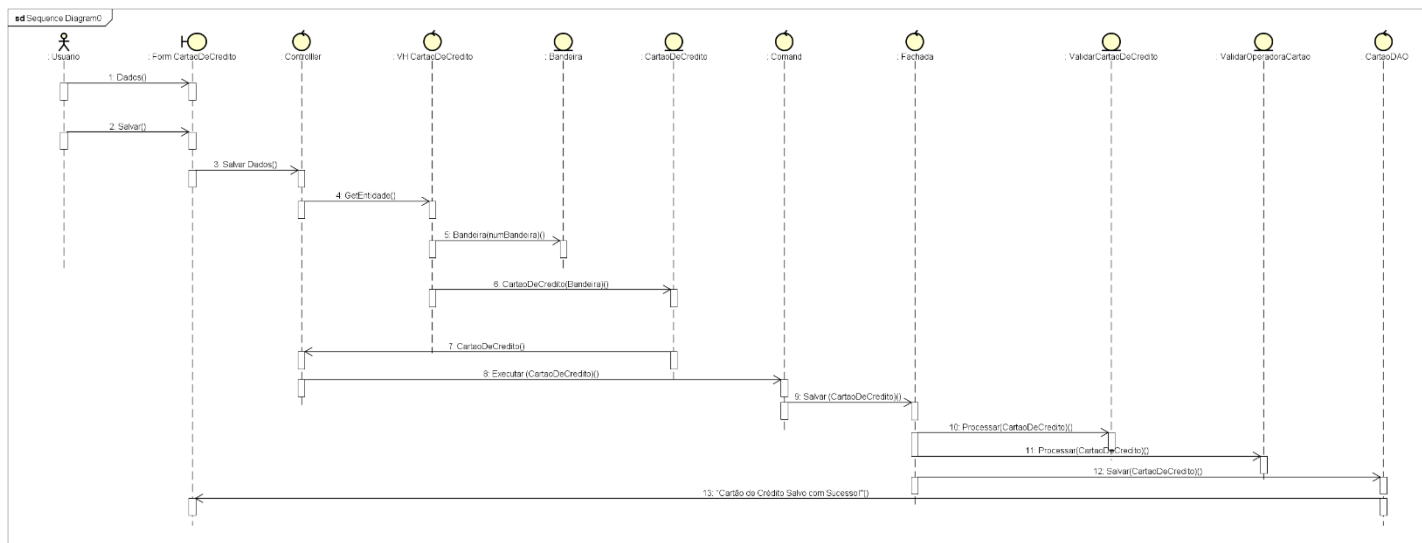 sd Sequence Diagram0
: Usuario
: Form CartaoDeCredito
: Controller
: VH CartaoDeCredito
: Bandeira
: CartaoDeCredito
: Comand
: Fachada
: ValidarCartaoDeCredito
: ValidarOperadoraCartao
CartaoDAO
1: Dados()
2: Salvar()
3: Salvar Dados()
4: GetEntidade()
5: Bandeira(numBandeira)()
6: CartaoDeCredito(Bandeira)()
7: CartaoDeCredito()
8: Executar (CartaoDeCredito)()
9: Salvar (CartaoDeCredito)()
10: Processar(CartaoDeCredito)()
11: Processar(CartaoDeCredito)()
12: Salvar(CartaoDeCredito)()
13: "Cartão de Crédito Salvo com Sucesso!"()